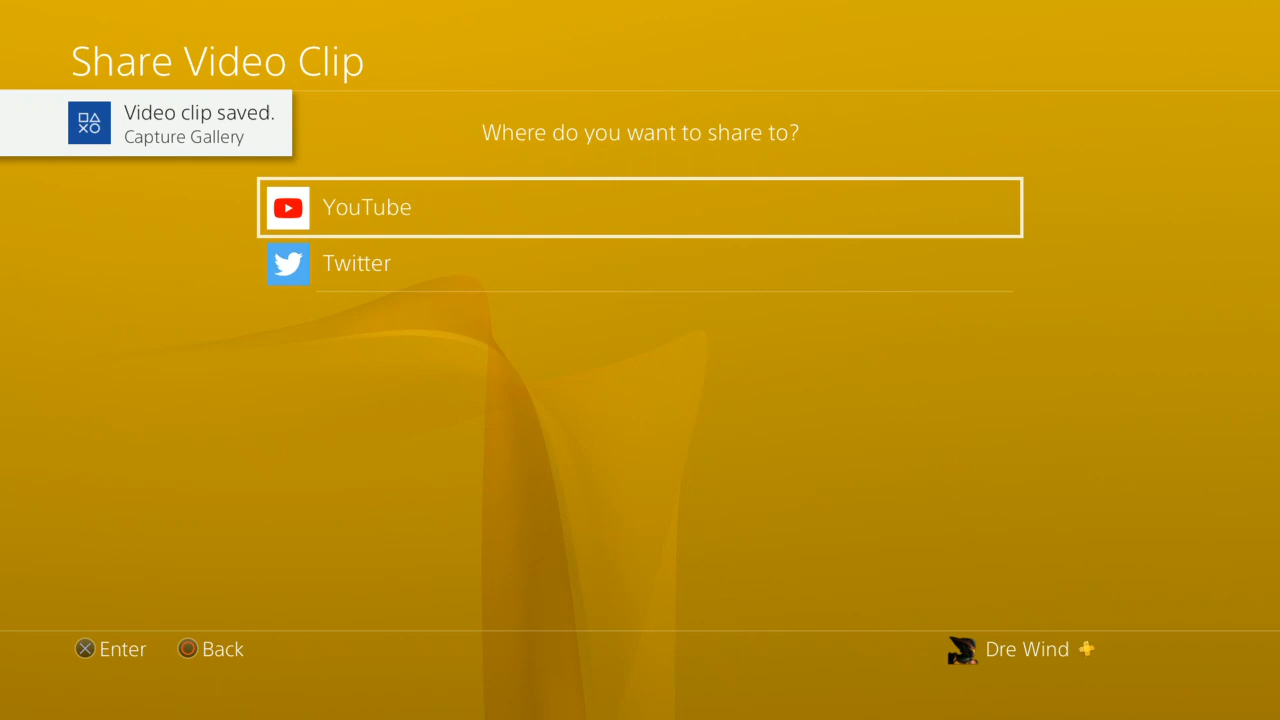 Share Video Clip
Video clip saved.
Capture Gallery
Where do you want to share to?
YouTube
Twitter
Enter
Back
Dre Wind